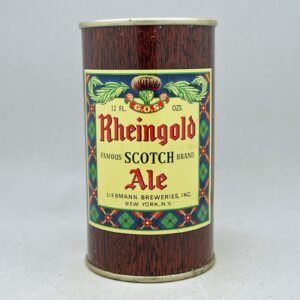 G.O.S.
12 FL. OZS.
Rheingold
FAMOUS SCOTCH BRAND
Ale
LIEBMANN BREWERIES, INC.
NEW YORK, N.Y.